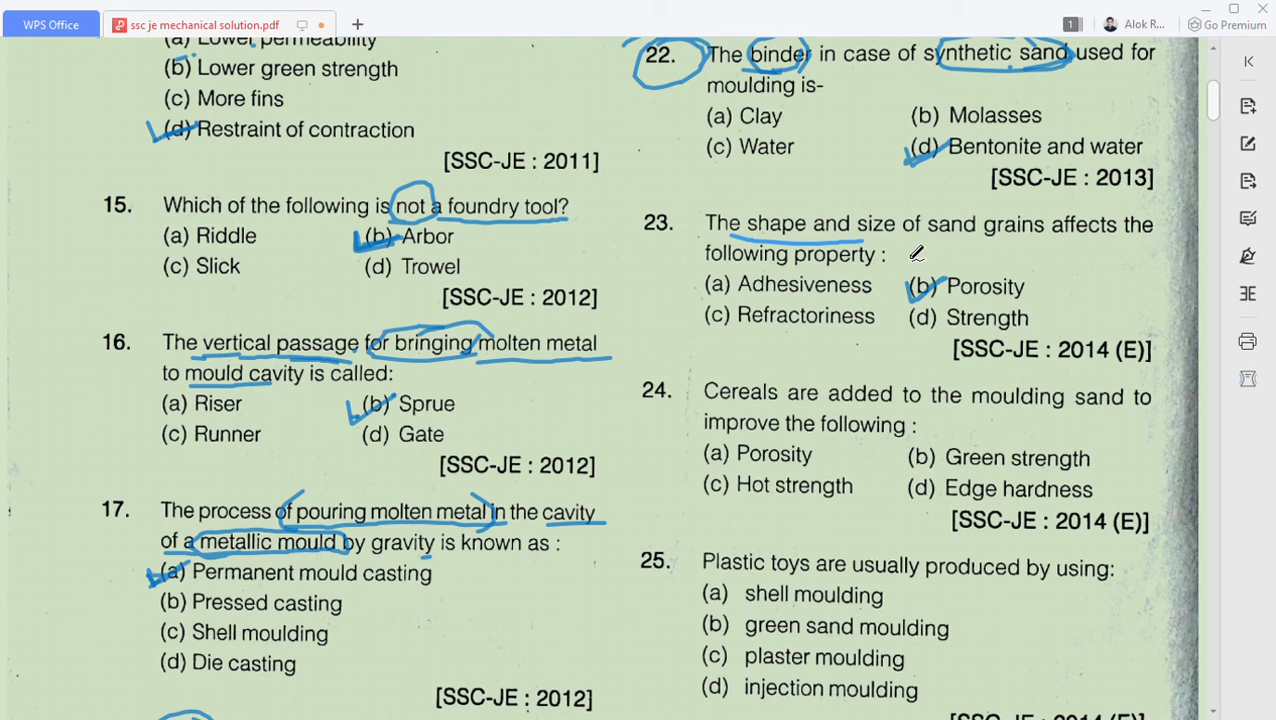 WPS Office
ssc je mechanical solution.pdf
+
1
Alok R...
Go Premium
(a) Lower permeability
(b) Lower green strength
(c) More fins
(d) Restraint of contraction
[SSC-JE : 2011]
15. Which of the following is not a foundry tool?
(a) Riddle (b) Arbor
(c) Slick (d) Trowel
[SSC-JE : 2012]
16. The vertical passage for bringing molten metal
to mould cavity is called:
(a) Riser (b) Sprue
(c) Runner (d) Gate
[SSC-JE : 2012]
17. The process of pouring molten metal in the cavity
of a metallic mould by gravity is known as :
(a) Permanent mould casting
(b) Pressed casting
(c) Shell moulding
(d) Die casting
[SSC-JE : 2012]
22. The binder in case of synthetic sand used for
moulding is-
(a) Clay (b) Molasses
(c) Water (d) Bentonite and water
[SSC-JE : 2013]
23. The shape and size of sand grains affects the
following property :
(a) Adhesiveness (b) Porosity
(c) Refractoriness (d) Strength
[SSC-JE : 2014 (E)]
24. Cereals are added to the moulding sand to
improve the following :
(a) Porosity (b) Green strength
(c) Hot strength (d) Edge hardness
[SSC-JE : 2014 (E)]
25. Plastic toys are usually produced by using:
(a) shell moulding
(b) green sand moulding
(c) plaster moulding
(d) injection moulding